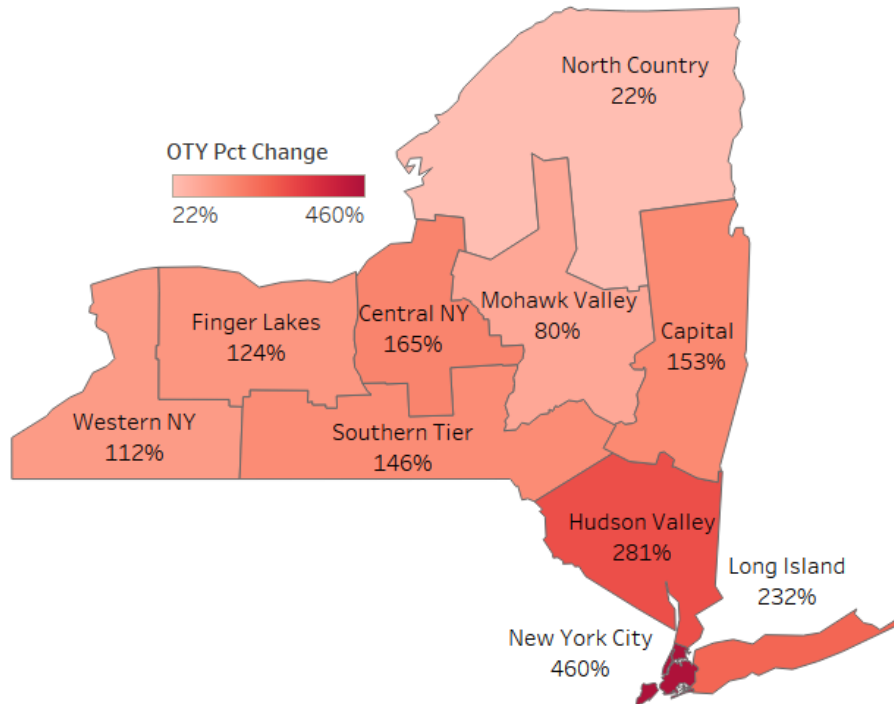 North Country
22%
OTY Pct Change
22% 460%
Finger Lakes
124%
Central NY
165%
Mohawk Valley
80%
Capital
153%
Western NY
112%
Southern Tier
146%
Hudson Valley
281%
Long Island
232%
New York City
460%